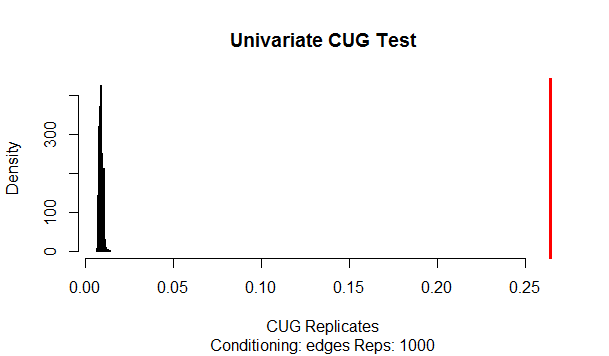 Univariate CUG Test
Density
300
100
0
0.00 0.05 0.10 0.15 0.20 0.25
CUG Replicates
Conditioning: edges Reps: 1000